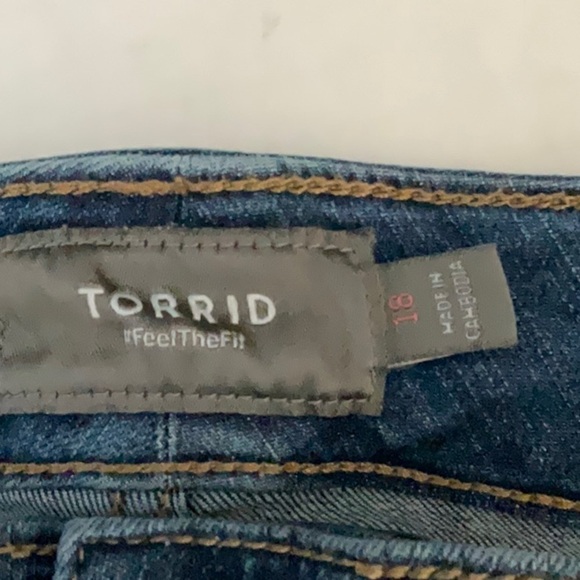 TORRID
#FeelTheFit
18
MADE IN
CAMBODIA